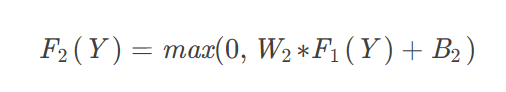 F₂(Y) = max(0, W₂*F₁(Y) + B₂)